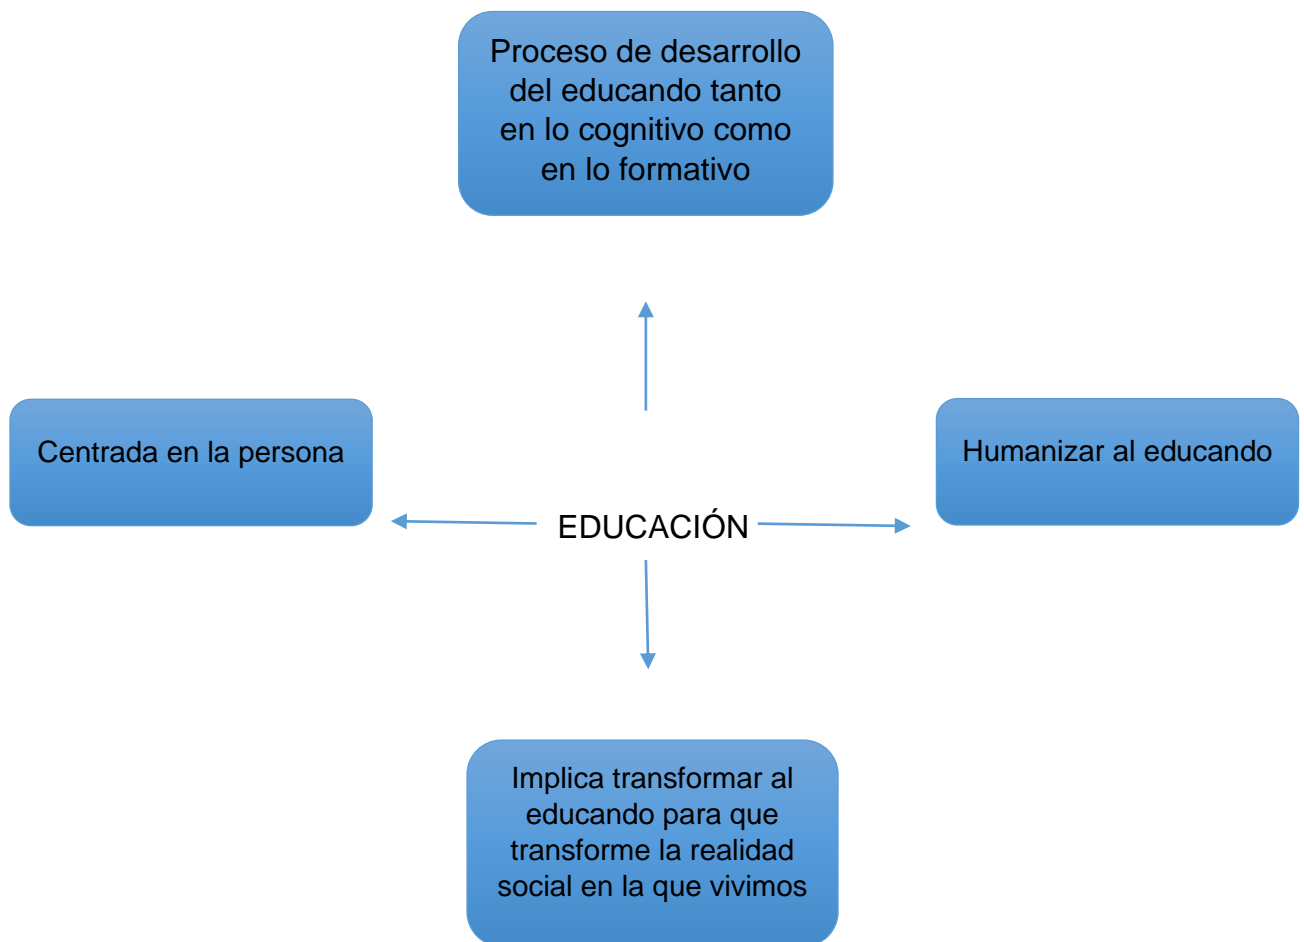 Proceso de desarrollo
del educando tanto
en lo cognitivo como
en lo formativo
Centrada en la persona
Humanizar al educando
EDUCACIÓN
Implica transformar al
educando para que
transforme la realidad
social en la que vivimos